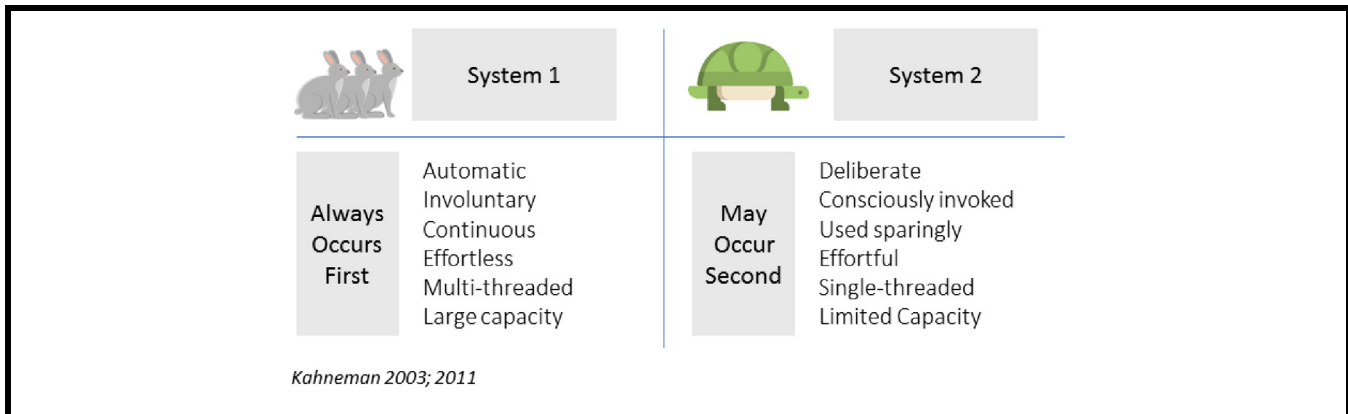 System 1
System 2
Always
Occurs
First
Automatic
Involuntary
Continuous
Effortless
Multi-threaded
Large capacity
May
Occur
Second
Deliberate
Consciously invoked
Used sparingly
Effortful
Single-threaded
Limited Capacity
Kahneman 2003; 2011